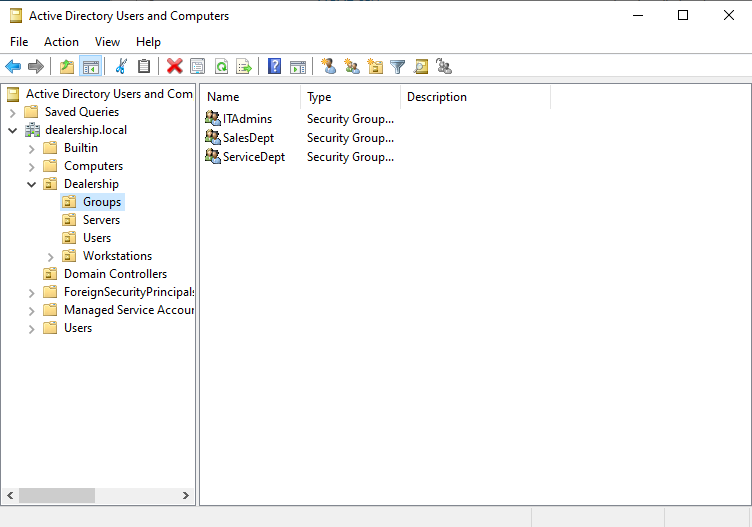 Active Directory Users and Computers
File Action View Help
Active Directory Users and Com
Saved Queries
dealership.local
Builtin
Computers
Dealership
Groups
Servers
Users
Workstations
Domain Controllers
ForeignSecurityPrincipals
Managed Service Accour
Users
Name Type Description
ITAdmins Security Group...
SalesDept Security Group...
ServiceDept Security Group...